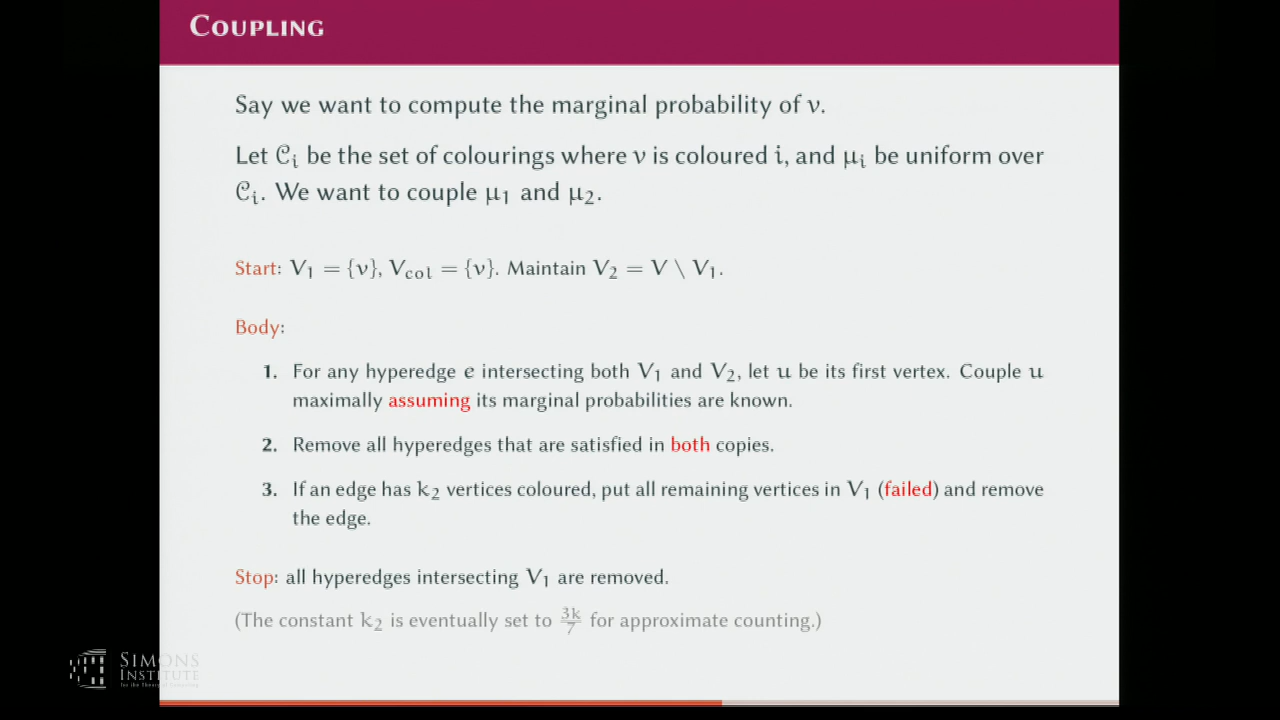 COUPLING
Say we want to compute the marginal probability of v.
Let 𝒞ᵢ be the set of colourings where v is coloured i, and μᵢ be uniform over
𝒞ᵢ. We want to couple μ₁ and μ₂.
Start: V₁ = {v}, V_col = {v}. Maintain V₂ = V \ V₁.
Body:
1. For any hyperedge e intersecting both V₁ and V₂, let u be its first vertex. Couple u
maximally assuming its marginal probabilities are known.
2. Remove all hyperedges that are satisfied in both copies.
3. If an edge has k₂ vertices coloured, put all remaining vertices in V₁ (failed) and remove
the edge.
Stop: all hyperedges intersecting V₁ are removed.
(The constant k₂ is eventually set to 3k/7 for approximate counting.)
SIMONS
INSTITUTE
for the Theory of Computing